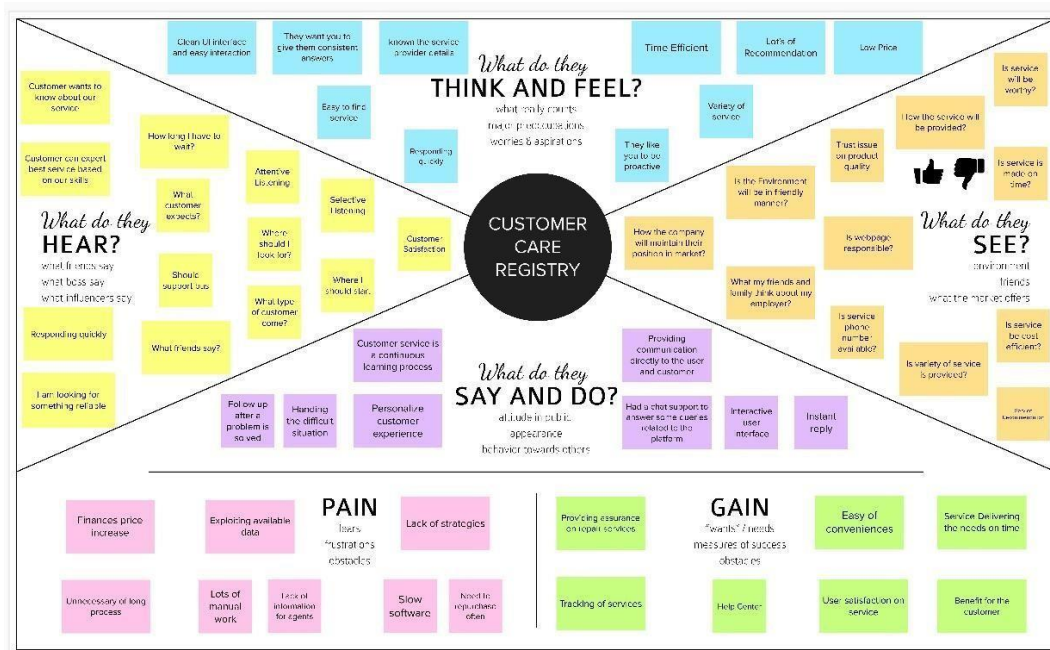 Clean UI interface
and easy interaction
They want you to
give them consistent
answers
known the service
provider details
Easy to find
service
Responding
quickly
What do they
THINK AND FEEL?
what really counts
major preoccupations
worries & aspirations
Time Efficient
Lot's of
Recommendation
Low Price
Variety of
service
They like
you to be
proactive
Customer wants to
know about our
service
Customer can expert
best service based
on our skills
How long I have to
wait?
What
customer
expects?
Attentive
Listening
Selective
Listening
Where
should I
look for?
Customer
Satisfaction
What do they
HEAR?
what friends say
what boss say
what influencers say
Should
support
What type
of customer
come?
Where I
should start
Responding quickly
What friends say?
I am looking for
something reliable
CUSTOMER
CARE
REGISTRY
Is service
will be
worthy?
How the service will
be provided?
Trust issue
on product
quality
Is service is
made on
time?
Is the Environment
will be in friendly
manner?
How the company
will maintain their
position in market?
Is webpage
responsible?
What my friends and
family think about my
employer?
What do they
SEE?
environment
friends
what the market offers
Is service
phone
number
available?
Is service
be cost
efficient?
Is variety of service
is provided?
Customer service is
a continuous
learning process
Follow up
after a
problem is
solved
Handing
the difficult
situation
Personalize
customer
experience
What do they
SAY AND DO?
attitude in public
appearance
behavior towards others
Providing
communication
directly to the user
and customer
Had a chat support to
answer some queries
related to the
platform
Interactive
user
interface
Instant
reply
PAIN
fears
frustrations
obstacles
Finances price
increase
Exploiting available
data
Lack of strategies
Unnecessary of long
process
Lots of
manual
work
Lack of
information
for agents
Slow
software
Need to
repurchase
often
GAIN
"wants" / needs
measures of success
obstacles
Providing assurance
on repair services
Easy of
conveniences
Service Delivering
the needs on time
Tracking of services
Help Center
User satisfaction on
service
Benefit for the
customer